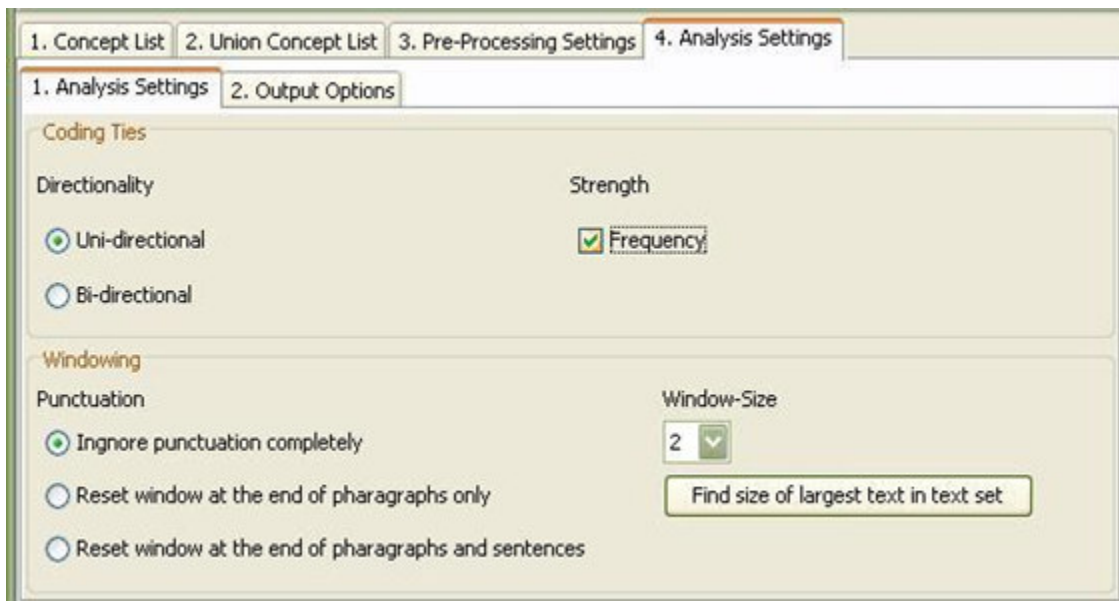 1. Concept List 2. Union Concept List 3. Pre-Processing Settings 4. Analysis Settings
1. Analysis Settings 2. Output Options
Coding Ties
Directionality Strength
Uni-directional Frequency
Bi-directional
Windowing
Punctuation Window-Size
Ingnore punctuation completely 2
Reset window at the end of pharagraphs only Find size of largest text in text set
Reset window at the end of pharagraphs and sentences